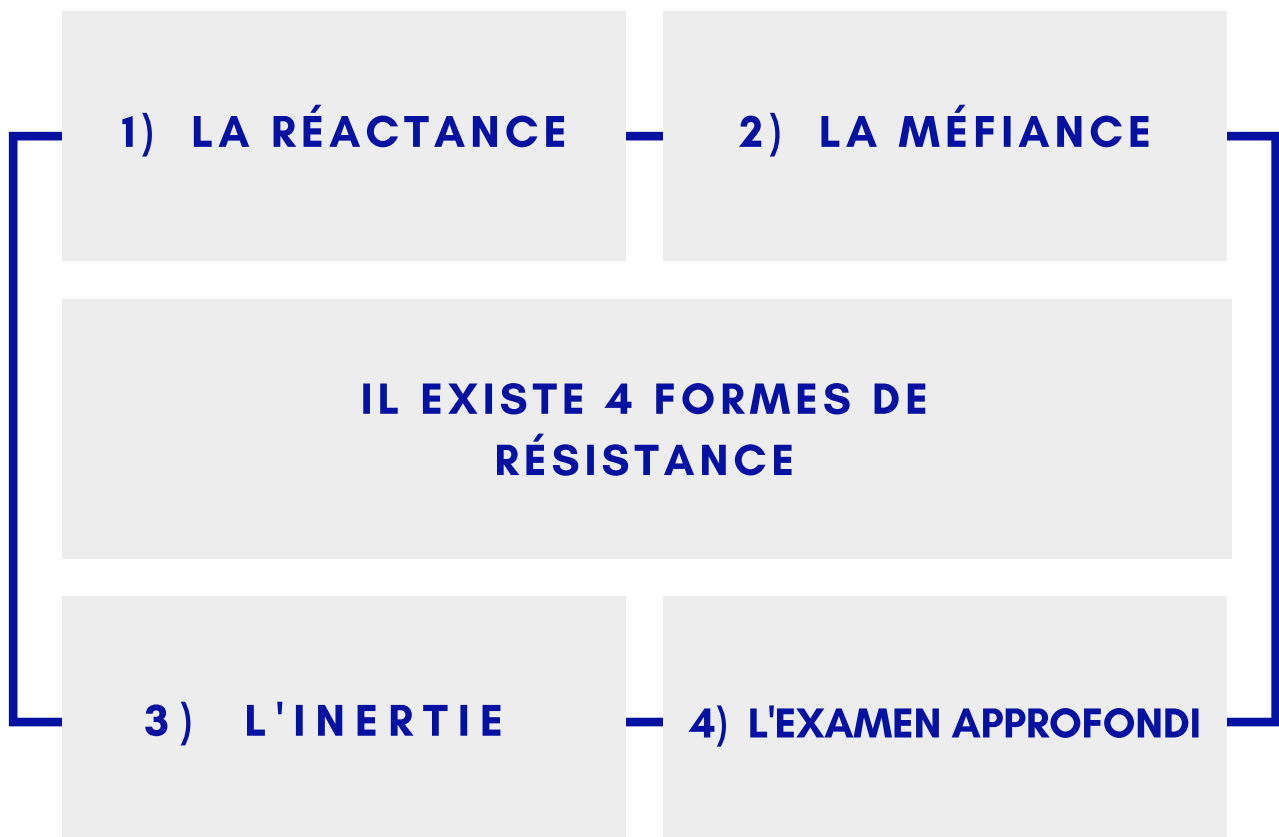 1) LA RÉACTANCE
2) LA MÉFIANCE
IL EXISTE 4 FORMES DE
RÉSISTANCE
3) L'INERTIE
4) L'EXAMEN APPROFONDI